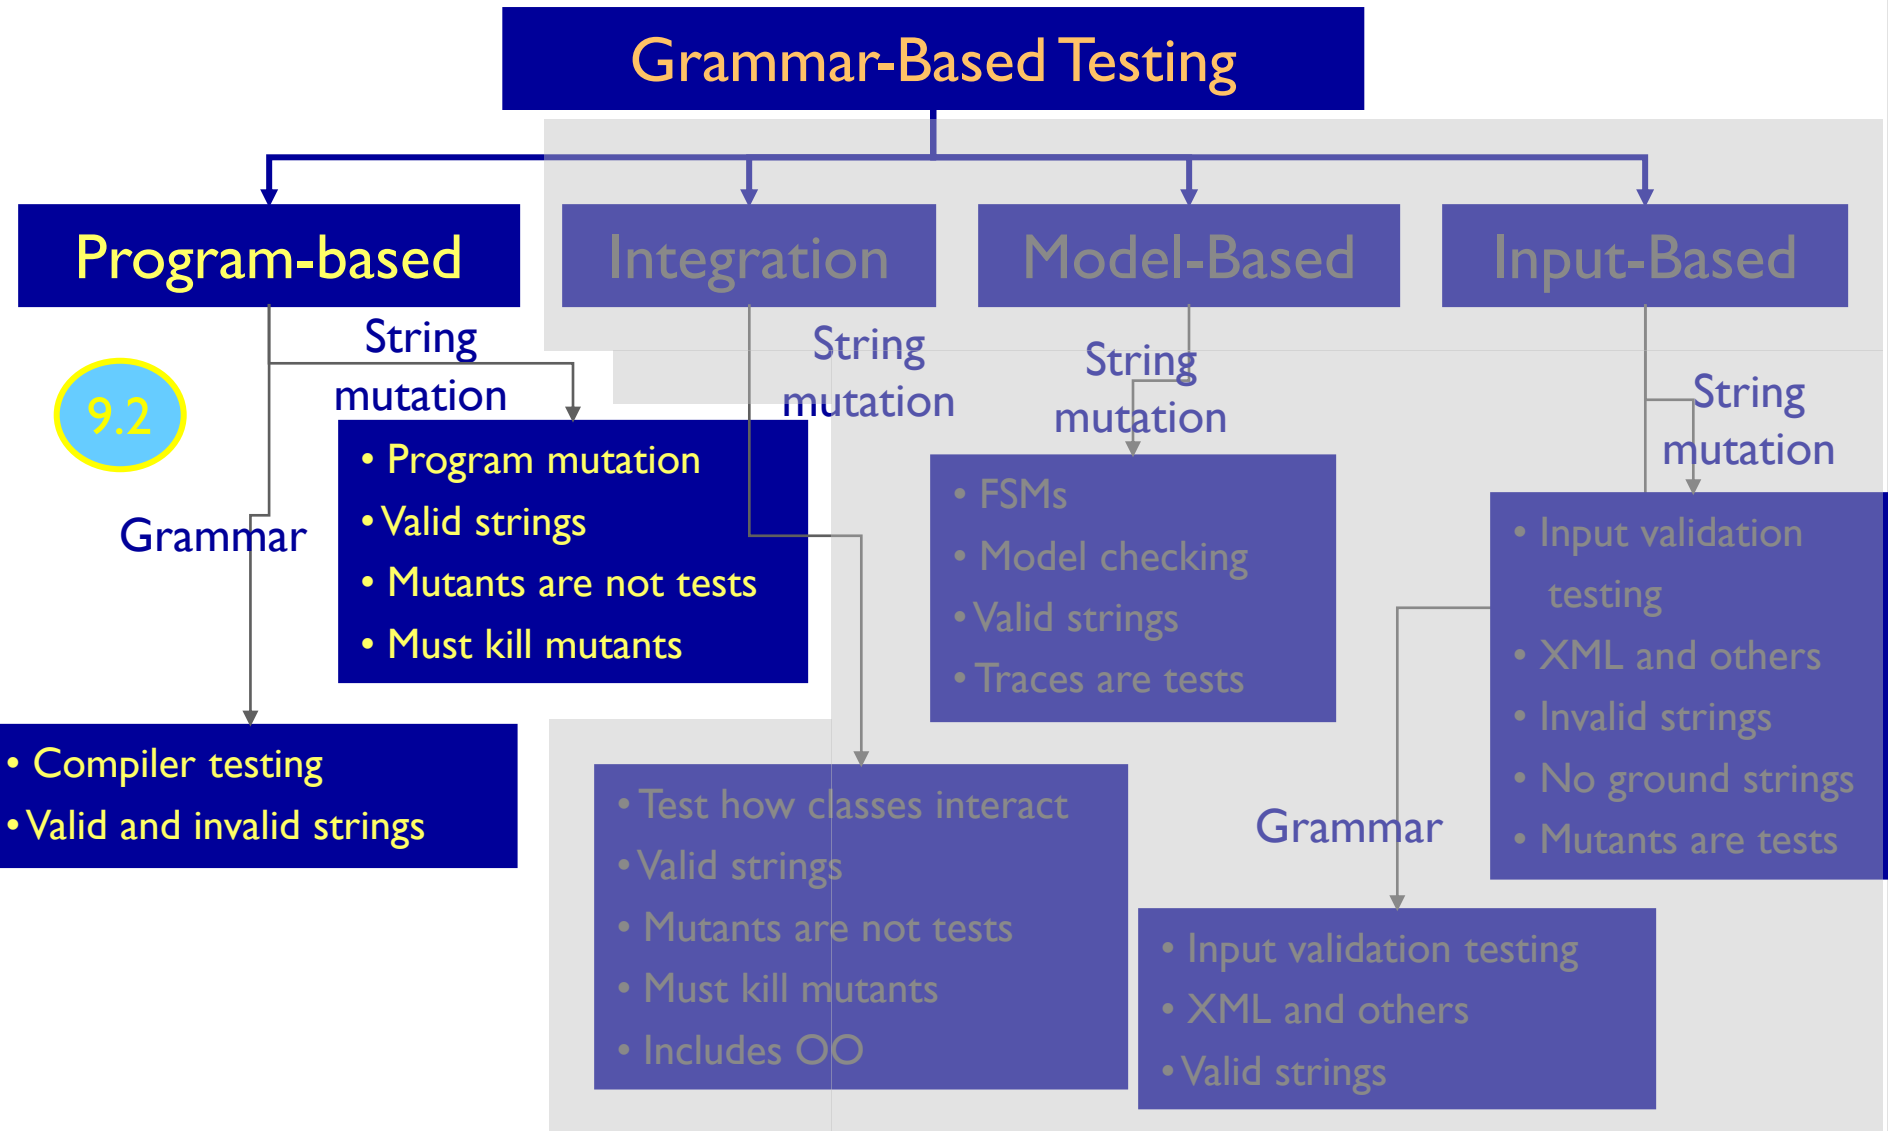 Grammar-Based Testing
Program-based
Integration
Model-Based
Input-Based
String
mutation
String
mutation
String
mutation
String
mutation
9.2
Grammar
• Program mutation
• Valid strings
• Mutants are not tests
• Must kill mutants
• FSMs
• Model checking
• Valid strings
• Traces are tests
• Input validation
testing
• XML and others
• Invalid strings
• No ground strings
• Mutants are tests
• Compiler testing
• Valid and invalid strings
• Test how classes interact
• Valid strings
• Mutants are not tests
• Must kill mutants
• Includes OO
Grammar
• Input validation testing
• XML and others
• Valid strings